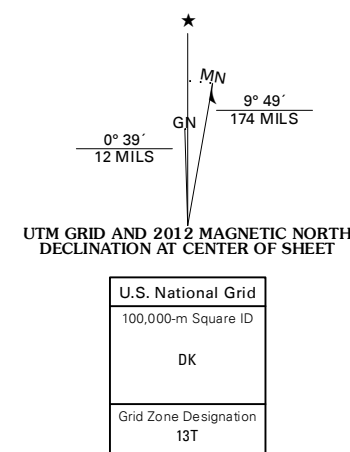 ★
MN
GN
9° 49´
174 MILS
0° 39´
12 MILS
UTM GRID AND 2012 MAGNETIC NORTH
DECLINATION AT CENTER OF SHEET
U.S. National Grid
100,000-m Square ID
DK
Grid Zone Designation
13T